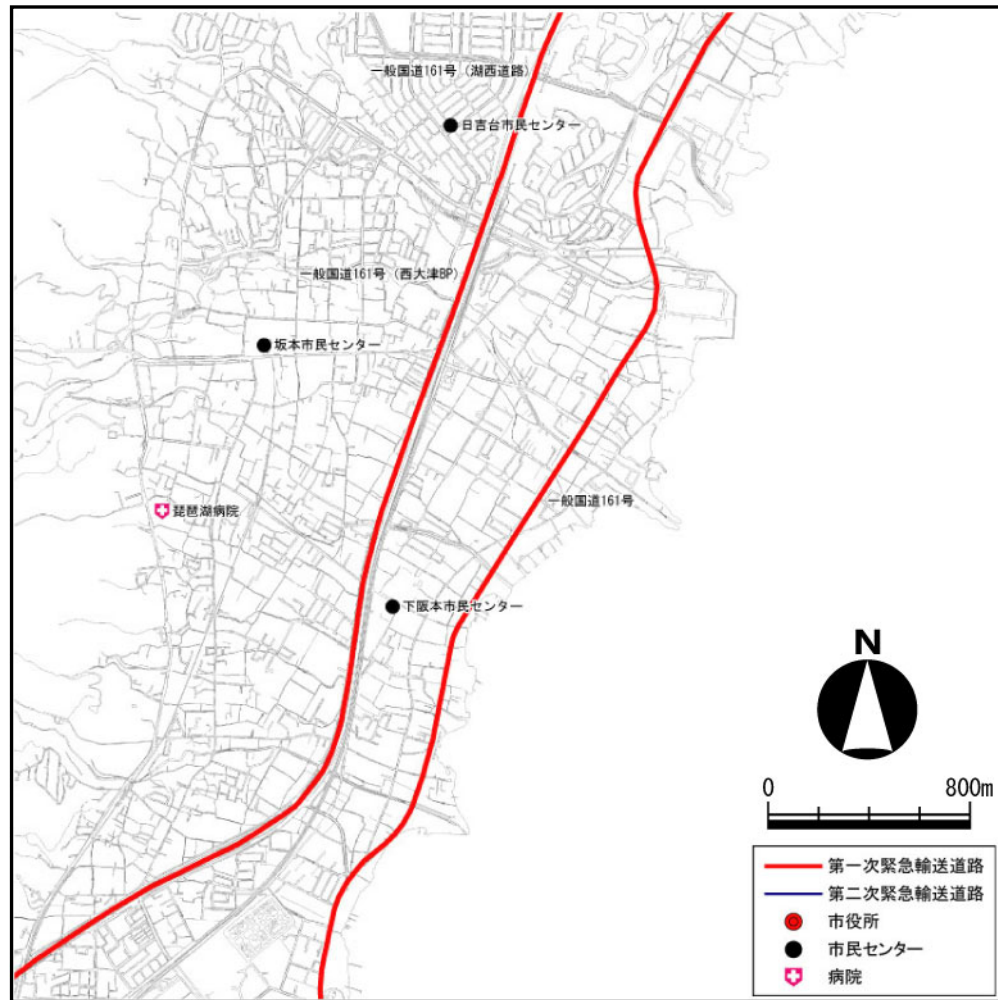 一般国道161号（湖西道路）
日吉台市民センター
一般国道161号（西大津BP）
坂本市民センター
一般国道161号
琵琶湖病院
下阪本市民センター
N
0 800m
第一次緊急輸送道路
第二次緊急輸送道路
市役所
市民センター
病院